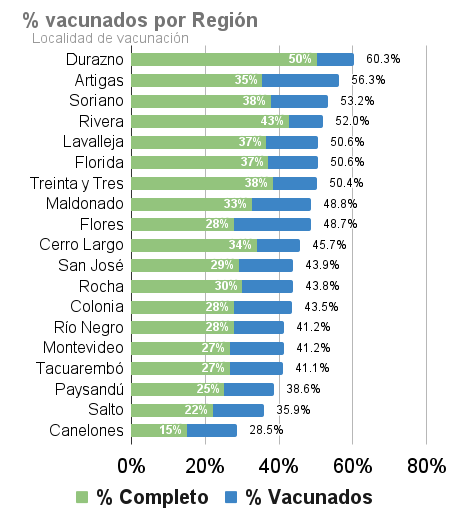 % vacunados por Región
Localidad de vacunación
Durazno 50% 60.3%
Artigas 35% 56.3%
Soriano 38% 53.2%
Rivera 43% 52.0%
Lavalleja 37% 50.6%
Florida 37% 50.6%
Treinta y Tres 38% 50.4%
Maldonado 33% 48.8%
Flores 28% 48.7%
Cerro Largo 34% 45.7%
San José 29% 43.9%
Rocha 30% 43.8%
Colonia 28% 43.5%
Río Negro 28% 41.2%
Montevideo 27% 41.2%
Tacuarembó 27% 41.1%
Paysandú 25% 38.6%
Salto 22% 35.9%
Canelones 15% 28.5%
0% 20% 40% 60% 80%
% Completo % Vacunados